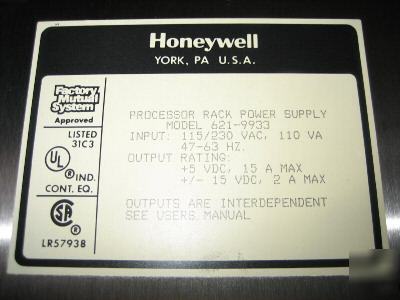 Honeywell
YORK, PA U.S.A.
Factory
Mutual
System
Approved
LISTED
31C3
UL
IND.
CONT. EQ.
SA
LR57938
PROCESSOR RACK POWER SUPPLY
MODEL 621-9933
INPUT: 115/230 VAC, 110 VA
47-63 HZ.
OUTPUT RATING:
+5 VDC, 15 A MAX
+/- 15 VDC, 2 A MAX
OUTPUTS ARE INTERDEPENDENT
SEE USERS MANUAL